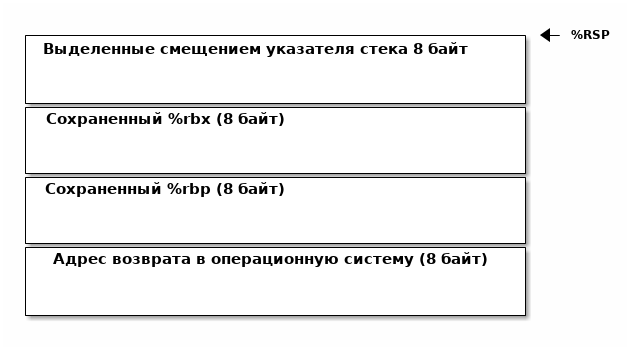 %RSP
Выделенные смещением указателя стека 8 байт
Сохраненный %rbx (8 байт)
Сохраненный %rbp (8 байт)
Адрес возврата в операционную систему (8 байт)